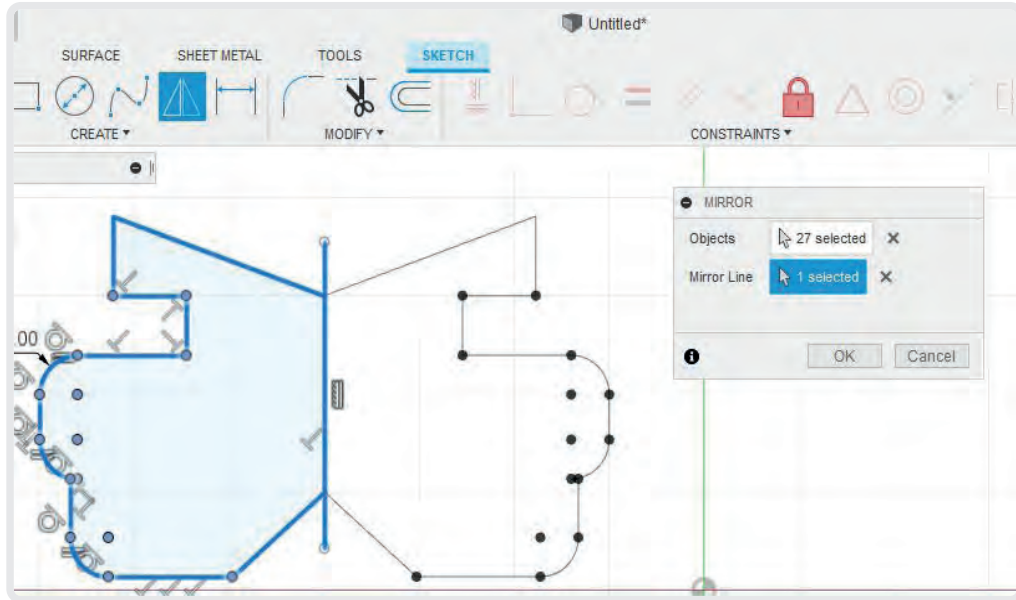 Untitled*
SURFACE SHEET METAL TOOLS SKETCH
CREATE ▾ MODIFY ▾ CONSTRAINTS ▾
MIRROR
Objects 27 selected
Mirror Line 1 selected
.00
OK Cancel